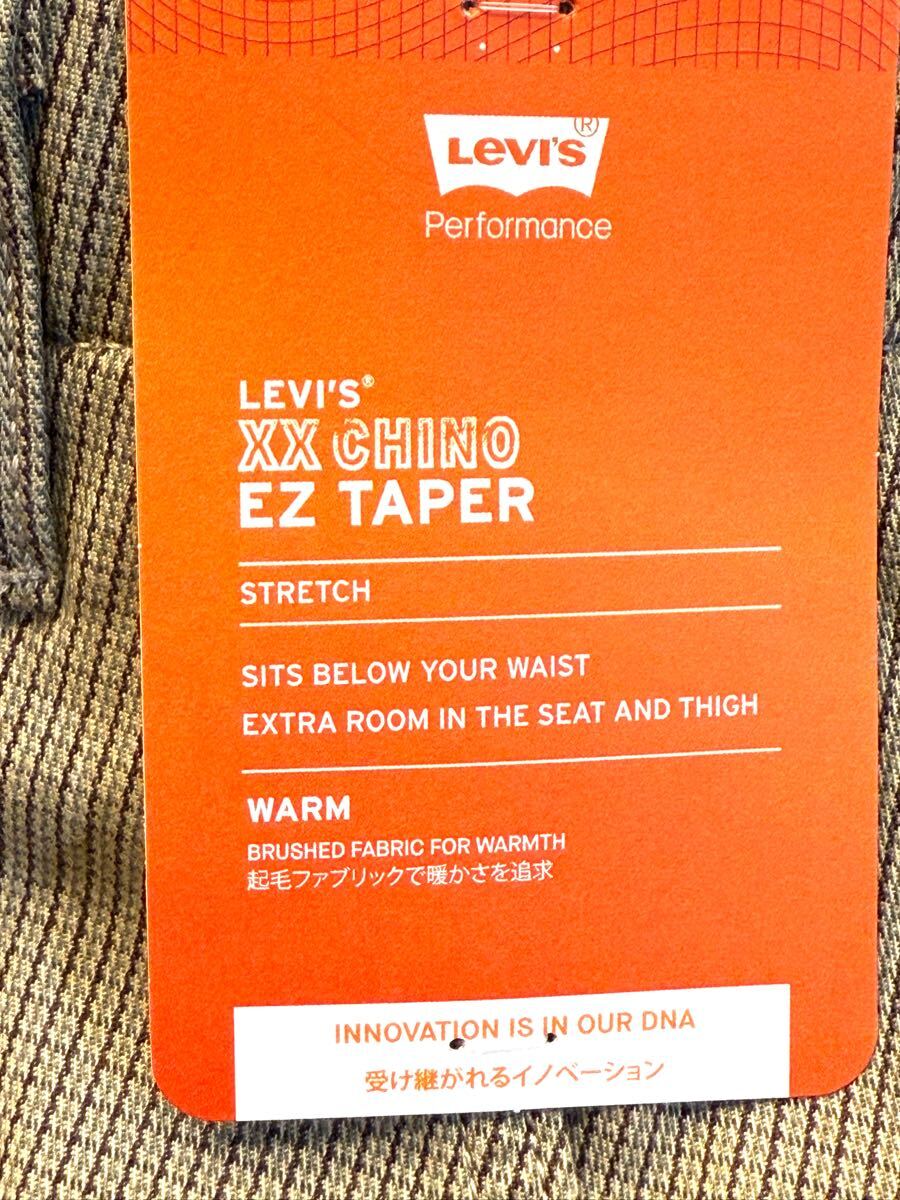 LEVI'S®
Performance
LEVI'S®
XX CHINO
EZ TAPER
STRETCH
SITS BELOW YOUR WAIST
EXTRA ROOM IN THE SEAT AND THIGH
WARM
BRUSHED FABRIC FOR WARMTH
起毛ファブリックで暖かさを追求
INNOVATION IS IN OUR DNA
受け継がれるイノベーション